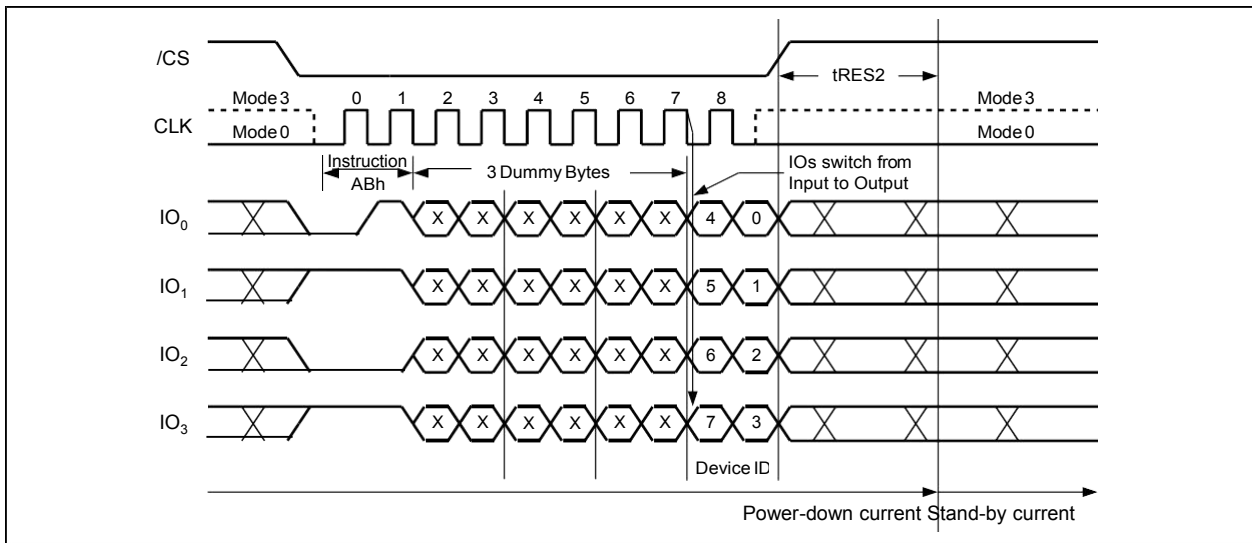 /CS
tRES2
Mode 3 0 1 2 3 4 5 6 7 8 Mode 3
CLK
Mode 0 Mode 0
Instruction
ABh
3 Dummy Bytes
IOs switch from
Input to Output
IO0 X X X X X X 4 0
IO1 X X X X X X 5 1
IO2 X X X X X X 6 2
IO3 X X X X X X 7 3
Device ID
Power-down current Stand-by current